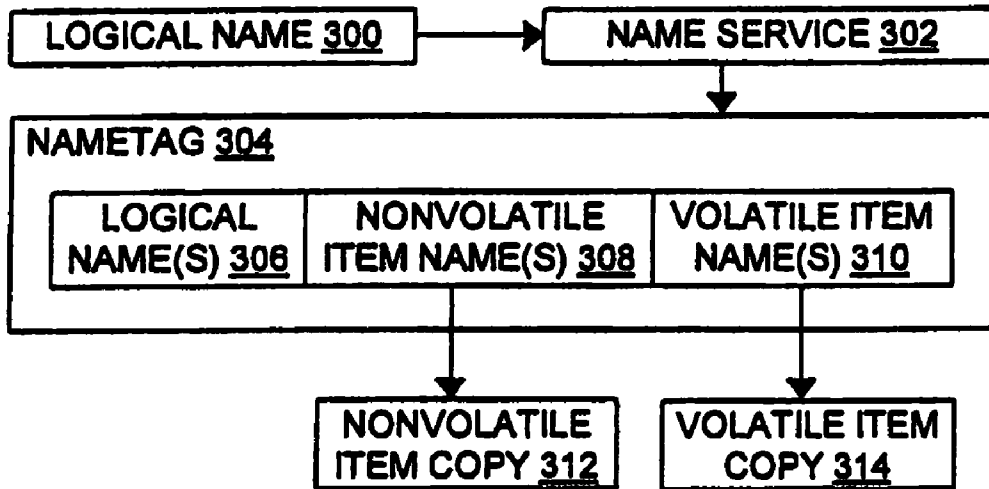 LOGICAL NAME 300
NAME SERVICE 302
NAMETAG 304
LOGICAL
NAME(S) 306
NONVOLATILE
ITEM NAME(S) 308
VOLATILE ITEM
NAME(S) 310
NONVOLATILE
ITEM COPY 312
VOLATILE ITEM
COPY 314